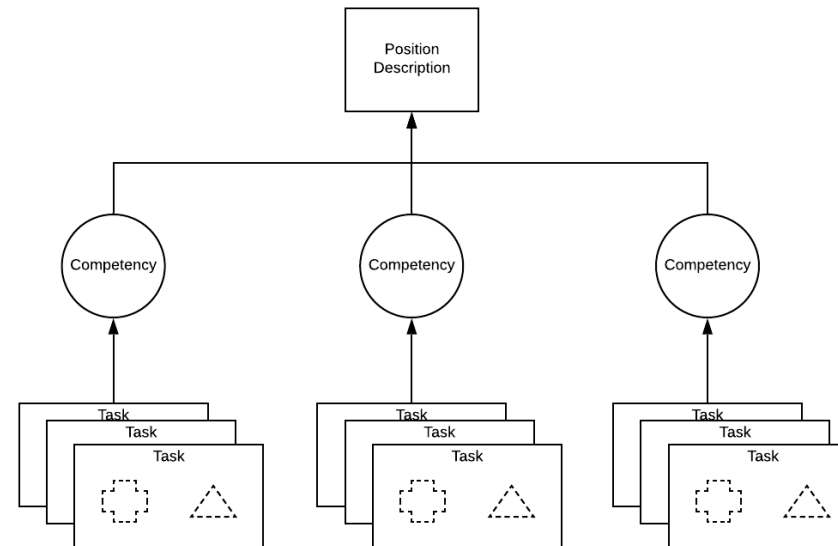 Position
Description
Competency
Competency
Competency
Task
Task
Task
Task
Task
Task
Task
Task
Task